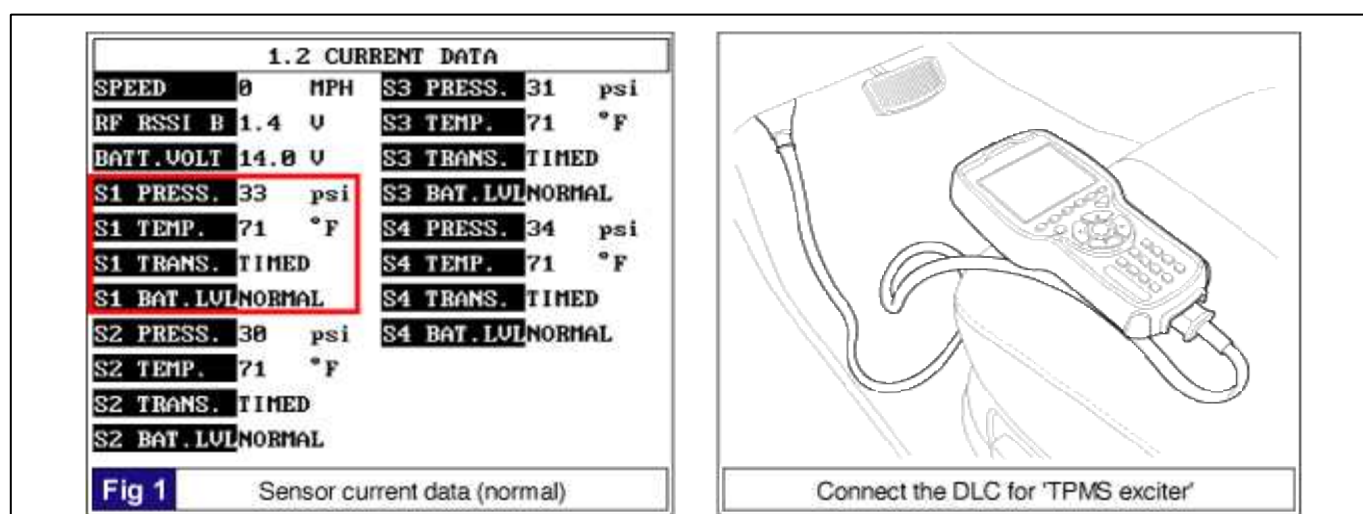 1.2 CURRENT DATA
SPEED 0 MPH S3 PRESS. 31 psi
RF RSSI B 1.4 V S3 TEMP. 71 °F
BATT.VOLT 14.0 V S3 TRANS. TIMED
S1 PRESS. 33 psi S3 BAT.LVL NORMAL
S1 TEMP. 71 °F S4 PRESS. 34 psi
S1 TRANS. TIMED S4 TEMP. 71 °F
S1 BAT.LVL NORMAL S4 TRANS. TIMED
S2 PRESS. 30 psi S4 BAT.LVL NORMAL
S2 TEMP. 71 °F
S2 TRANS. TIMED
S2 BAT.LVL NORMAL
Fig 1 Sensor current data (normal)
Connect the DLC for 'TPMS exciter'